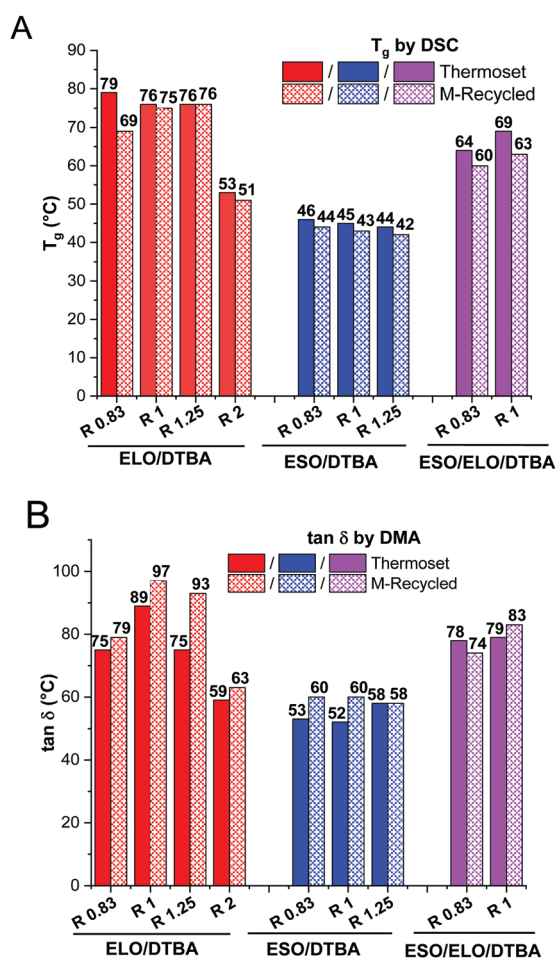 A
T_g by DSC
/ / Thermoset
/ / M-Recycled
T_g (°C)
90
80
70
60
50
40
30
20
10
0
79 69 76 75 76 76 53 51 46 44 45 43 44 42 64 60 69 63
R 0.83 R 1 R 1.25 R 2 R 0.83 R 1 R 1.25 R 0.83 R 1
ELO/DTBA ESO/DTBA ESO/ELO/DTBA
B
tan δ by DMA
/ / Thermoset
/ / M-Recycled
tan δ (°C)
100
80
60
40
20
0
75 79 89 97 75 93 59 63 53 60 52 60 58 58 78 74 79 83
R 0.83 R 1 R 1.25 R 2 R 0.83 R 1 R 1.25 R 0.83 R 1
ELO/DTBA ESO/DTBA ESO/ELO/DTBA